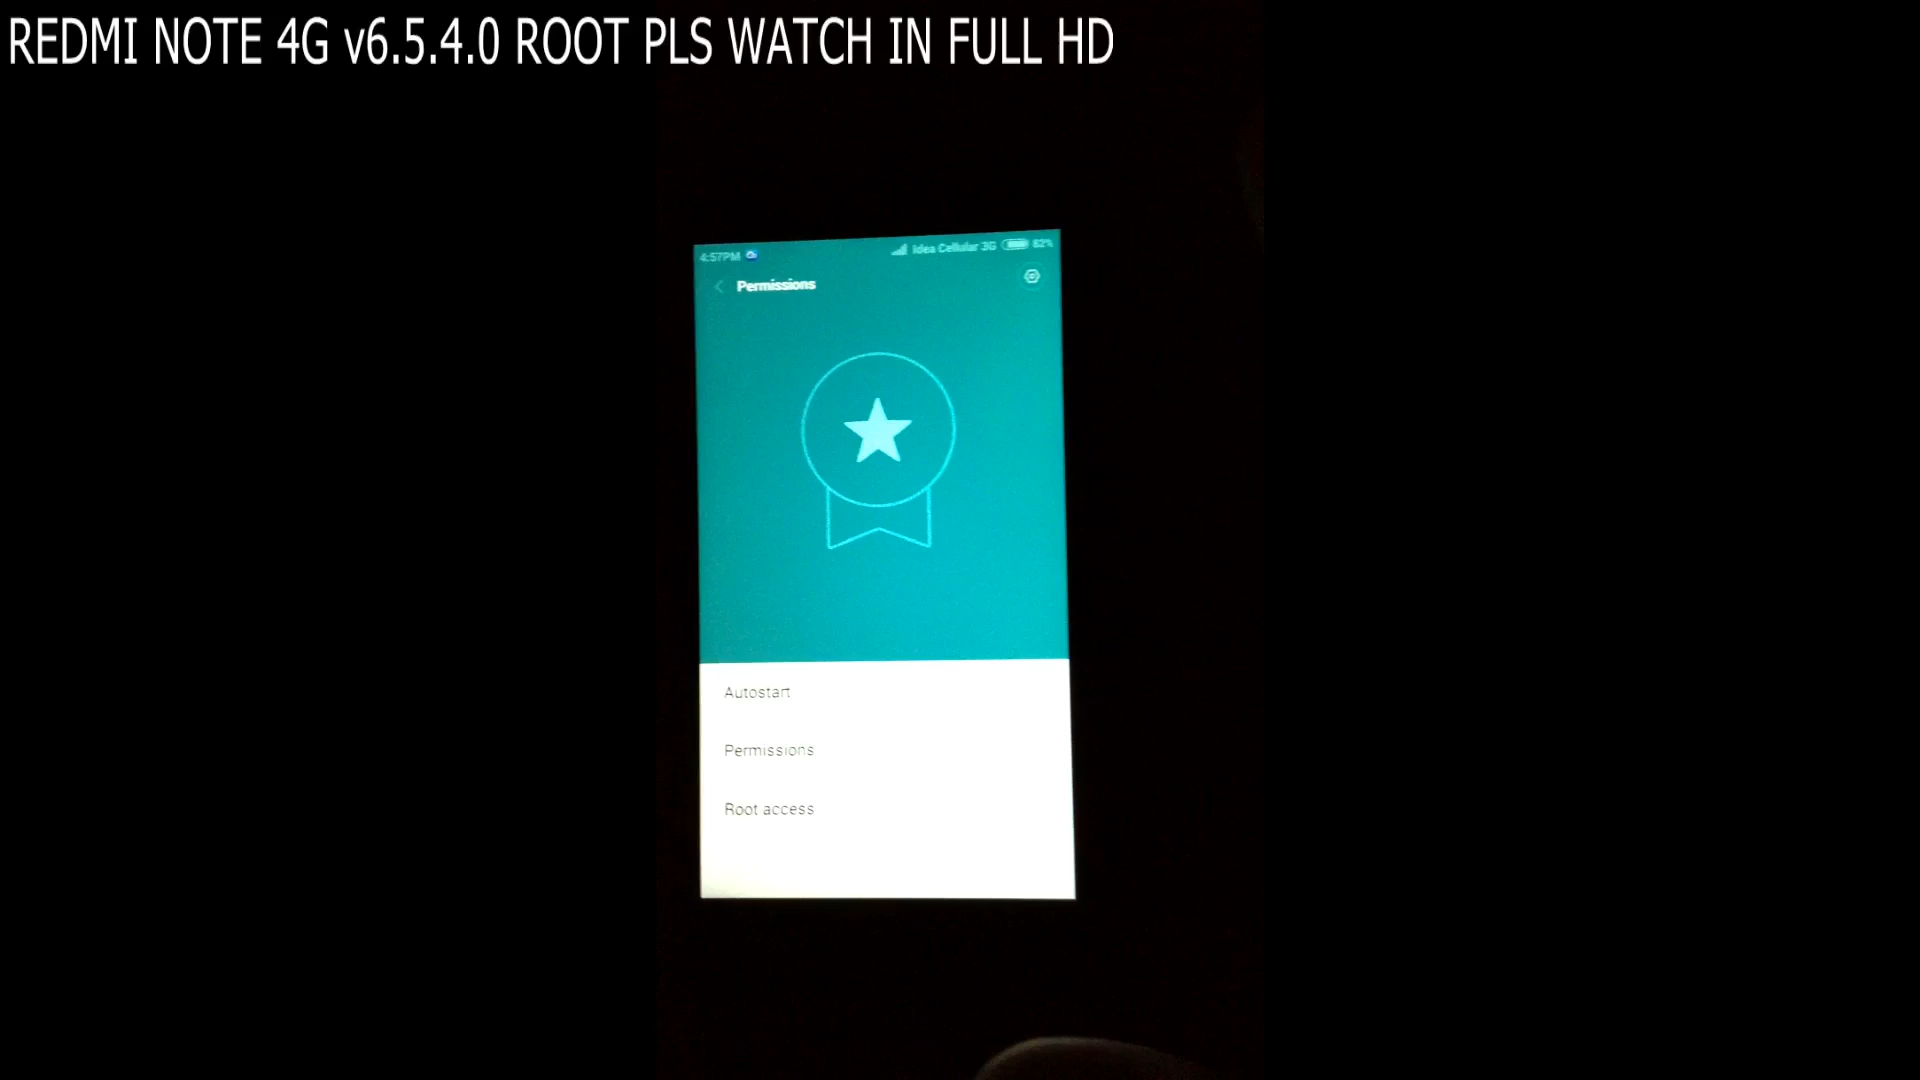 REDMI NOTE 4G v6.5.4.0 ROOT PLS WATCH IN FULL HD
4:57PM Idea Cellular 3G 82%
Permissions
Autostart
Permissions
Root access